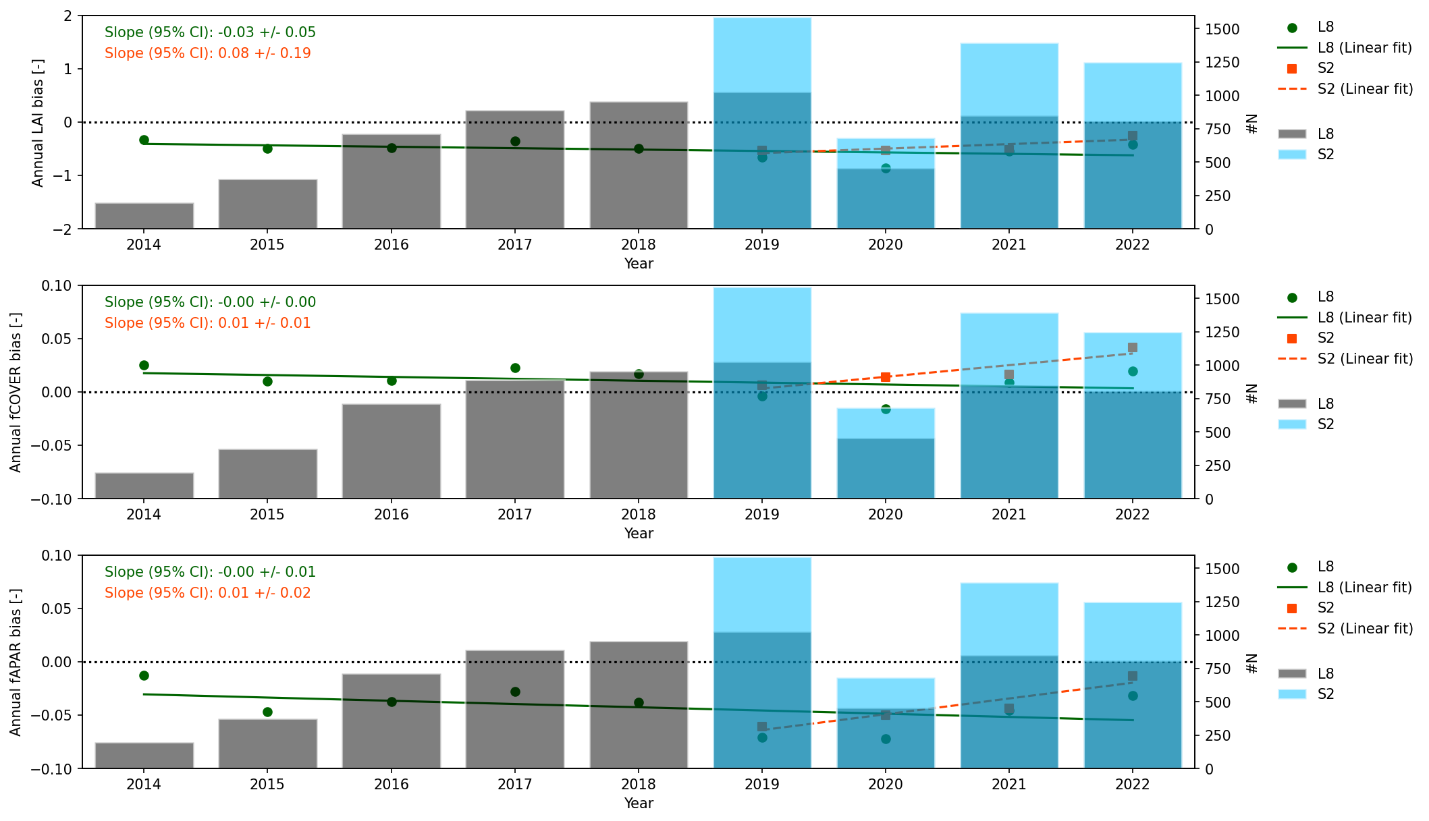 Annual LAI bias [-]
2
1
0
−1
−2
Slope (95% CI): -0.03 +/- 0.05
Slope (95% CI): 0.08 +/- 0.19
2014 2015 2016 2017 2018 2019 2020 2021 2022
Year
1500
1250
1000
750
500
250
0
#N
L8
L8 (Linear fit)
S2
S2 (Linear fit)
L8
S2
Annual fCOVER bias [-]
0.10
0.05
0.00
−0.05
−0.10
Slope (95% CI): -0.00 +/- 0.00
Slope (95% CI): 0.01 +/- 0.01
2014 2015 2016 2017 2018 2019 2020 2021 2022
Year
1500
1250
1000
750
500
250
0
#N
L8
L8 (Linear fit)
S2
S2 (Linear fit)
L8
S2
Annual fAPAR bias [-]
0.10
0.05
0.00
−0.05
−0.10
Slope (95% CI): -0.00 +/- 0.01
Slope (95% CI): 0.01 +/- 0.02
2014 2015 2016 2017 2018 2019 2020 2021 2022
Year
1500
1250
1000
750
500
250
0
#N
L8
L8 (Linear fit)
S2
S2 (Linear fit)
L8
S2